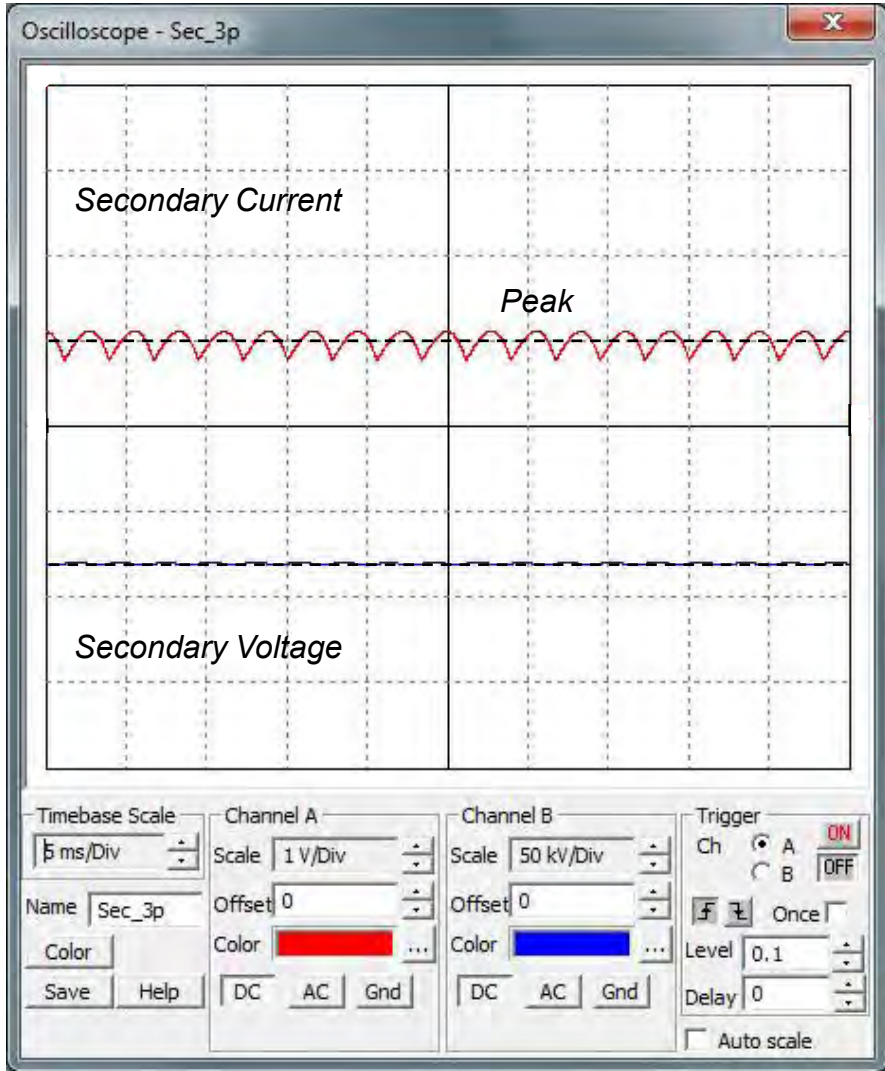 Oscilloscope - Sec_3p
Secondary Current
Peak
Secondary Voltage
Timebase Scale
5 ms/Div
Name Sec_3p
Color
Save Help
Channel A
Scale 1 V/Div
Offset 0
Color ...
DC AC Gnd
Channel B
Scale 50 kV/Div
Offset 0
Color ...
DC AC Gnd
Trigger
Ch A ON
B OFF
Once
Level 0.1
Delay 0
Auto scale